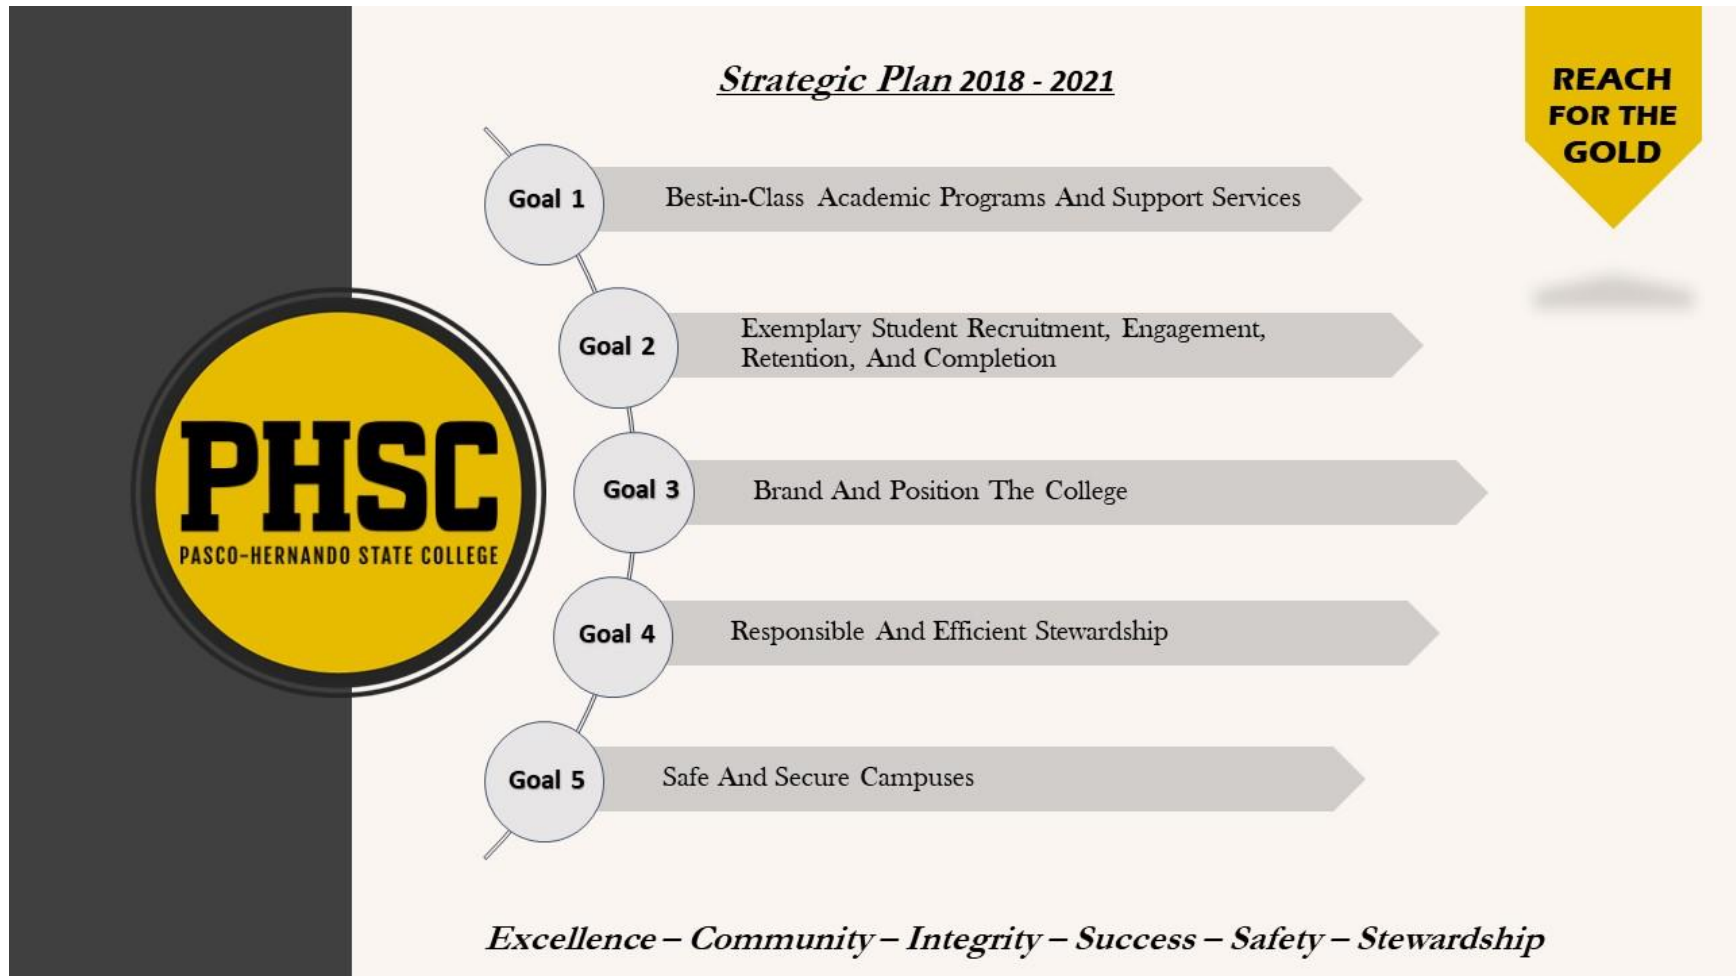 Strategic Plan 2018 - 2021
REACH
FOR THE
GOLD
Goal 1
Best-in-Class Academic Programs And Support Services
Goal 2
Exemplary Student Recruitment, Engagement,
Retention, And Completion
Goal 3
Brand And Position The College
Goal 4
Responsible And Efficient Stewardship
Goal 5
Safe And Secure Campuses
PHSC
PASCO-HERNANDO STATE COLLEGE
Excellence – Community – Integrity – Success – Safety – Stewardship